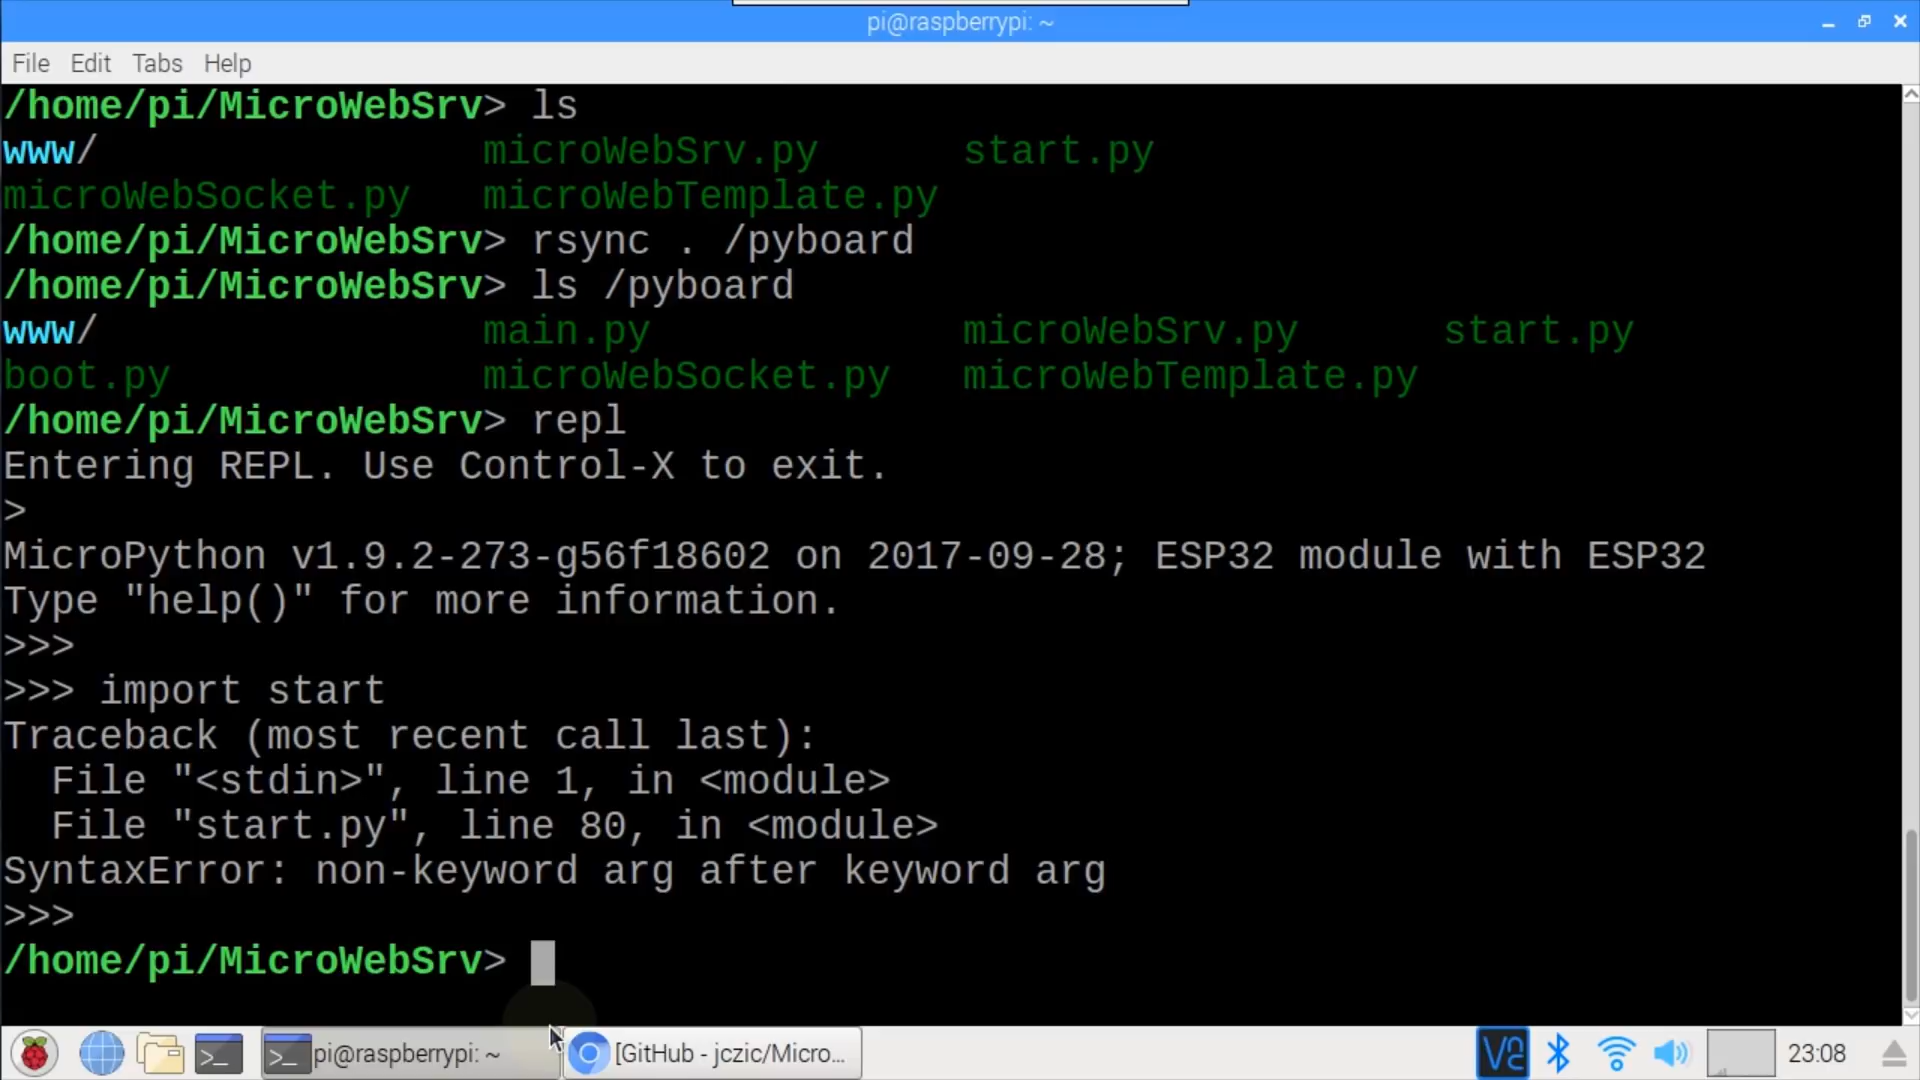 pi@raspberrypi: ~
File Edit Tabs Help
/home/pi/MicroWebSrv> ls
www/ microWebSrv.py start.py
microWebSocket.py microWebTemplate.py
/home/pi/MicroWebSrv> rsync . /pyboard
/home/pi/MicroWebSrv> ls /pyboard
www/ main.py microWebSrv.py start.py
boot.py microWebSocket.py microWebTemplate.py
/home/pi/MicroWebSrv> repl
Entering REPL. Use Control-X to exit.
>
MicroPython v1.9.2-273-g56f18602 on 2017-09-28; ESP32 module with ESP32
Type "help()" for more information.
>>>
>>> import start
Traceback (most recent call last):
  File "<stdin>", line 1, in <module>
  File "start.py", line 80, in <module>
SyntaxError: non-keyword arg after keyword arg
>>>
/home/pi/MicroWebSrv>
pi@raspberrypi: ~ [GitHub - jczic/Micro... 23:08